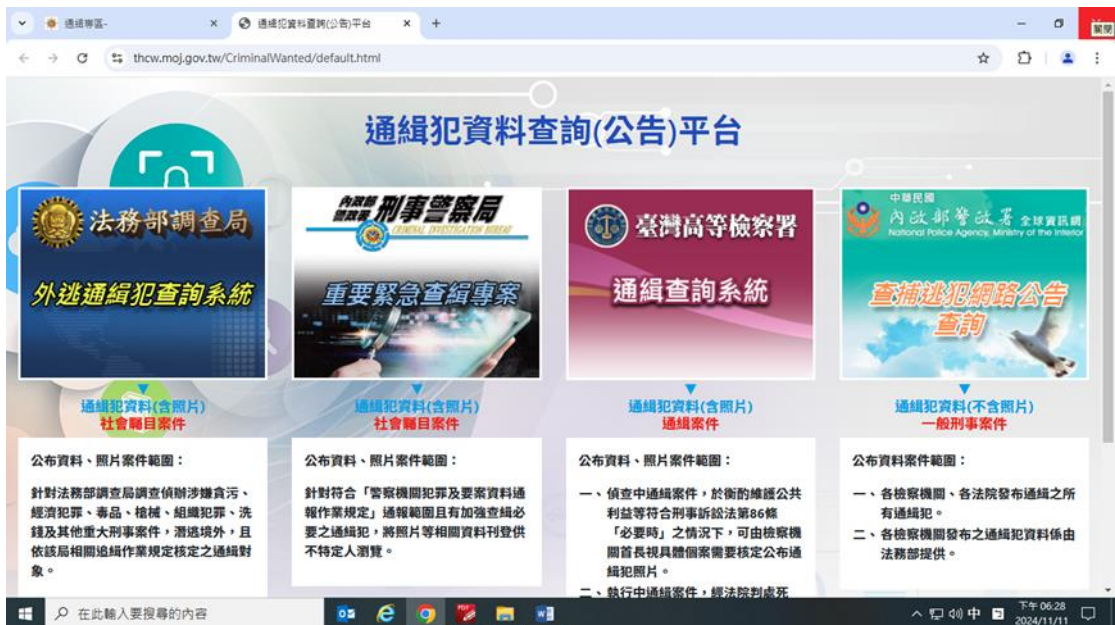 通緝專區-
通緝犯資料查詢(公告)平台
關閉
thcw.moj.gov.tw/CriminalWanted/default.html
通緝犯資料查詢(公告)平台
法務部調查局
外逃通緝犯查詢系統
通緝犯資料(含照片)
社會矚目案件
公布資料、照片案件範圍：
針對法務部調查局調查偵辦涉嫌貪污、
經濟犯罪、毒品、槍械、組織犯罪、洗
錢及其他重大刑事案件，潛逃境外，且
依該局相關追緝作業規定核定之通緝對
象。
內政部
警政署
刑事警察局
CRIMINAL INVESTIGATION BUREAU
重要緊急查緝專案
通緝犯資料(含照片)
社會矚目案件
公布資料、照片案件範圍：
針對符合「警察機關犯罪及要案資料通
報作業規定」通報範圍且有加強查緝必
要之通緝犯，將照片等相關資料刊登供
不特定人瀏覽。
臺灣高等檢察署
通緝查詢系統
通緝犯資料(含照片)
通緝案件
公布資料、照片案件範圍：
一、偵查中通緝案件，於衡酌維護公共
利益等符合刑事訴訟法第86條
「必要時」之情況下，可由檢察機
關首長視具體個案需要核定公布通
緝犯照片。
二、執行中通緝案件，經法院判處死
中華民國
內政部警政署 全球資訊網
National Police Agency, Ministry of the Interior
查捕逃犯網路公告
查詢
通緝犯資料(不含照片)
一般刑事案件
公布資料案件範圍：
一、各檢察機關、各法院發布通緝之所
有通緝犯。
二、各檢察機關發布之通緝犯資料係由
法務部提供。
在此輸入要搜尋的內容
中
下午 06:28
2024/11/11